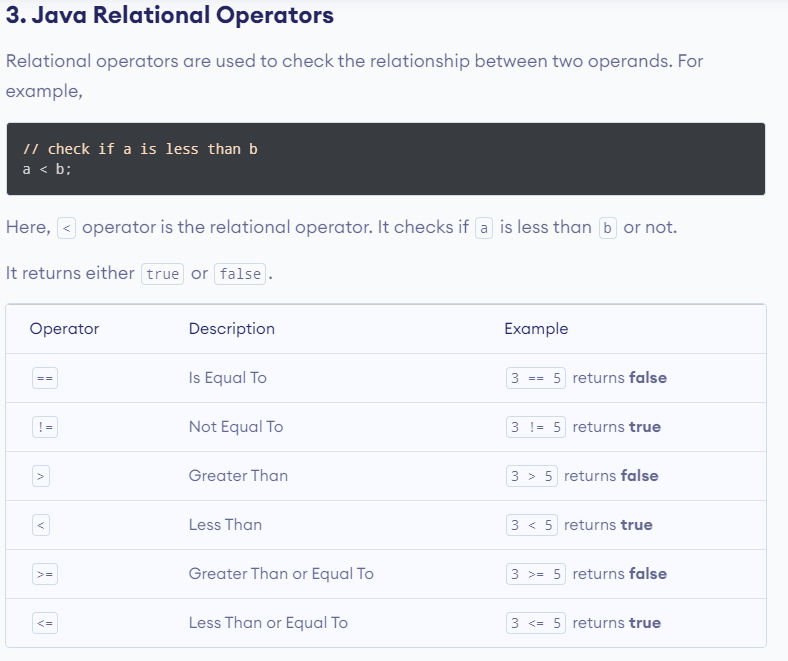 3. Java Relational Operators
Relational operators are used to check the relationship between two operands. For
example,
// check if a is less than b
a < b;
Here, < operator is the relational operator. It checks if a is less than b or not.
It returns either true or false.
Operator Description Example
== Is Equal To 3 == 5 returns false
!= Not Equal To 3 != 5 returns true
> Greater Than 3 > 5 returns false
< Less Than 3 < 5 returns true
>= Greater Than or Equal To 3 >= 5 returns false
<= Less Than or Equal To 3 <= 5 returns true